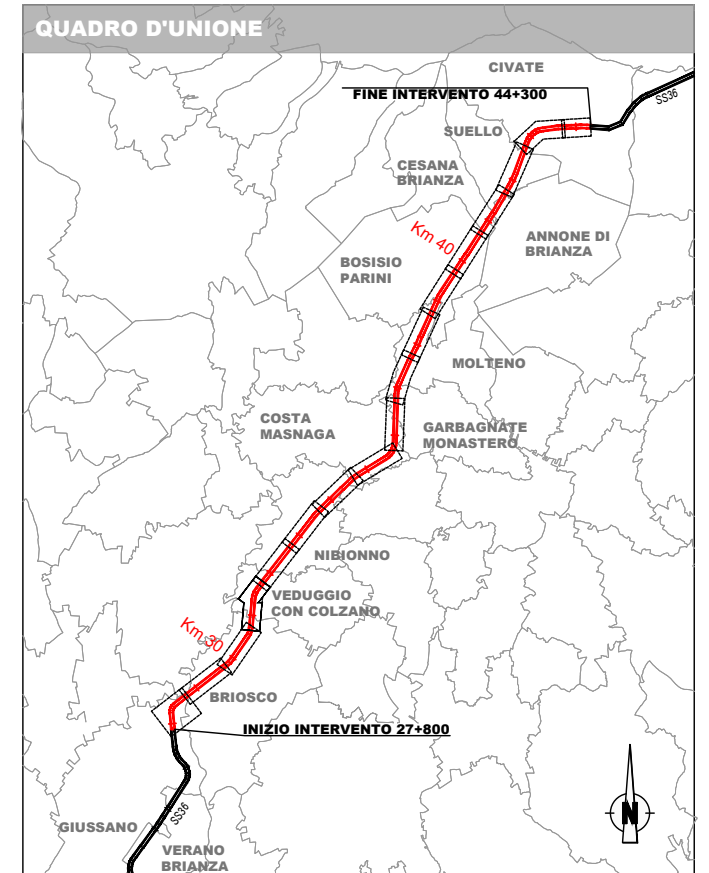 QUADRO D'UNIONE
CIVATE
FINE INTERVENTO 44+300
SS36
SUELLO
CESANA
BRIANZA
Km 40
ANNONE DI
BRIANZA
BOSISIO
PARINI
MOLTENO
COSTA
MASNAGA
GARBAGNATE
MONASTERO
NIBIONNO
VEDUGGIO
CON COLZANO
Km 30
BRIOSCO
INIZIO INTERVENTO 27+800
SS36
GIUSSANO
VERANO
BRIANZA
N